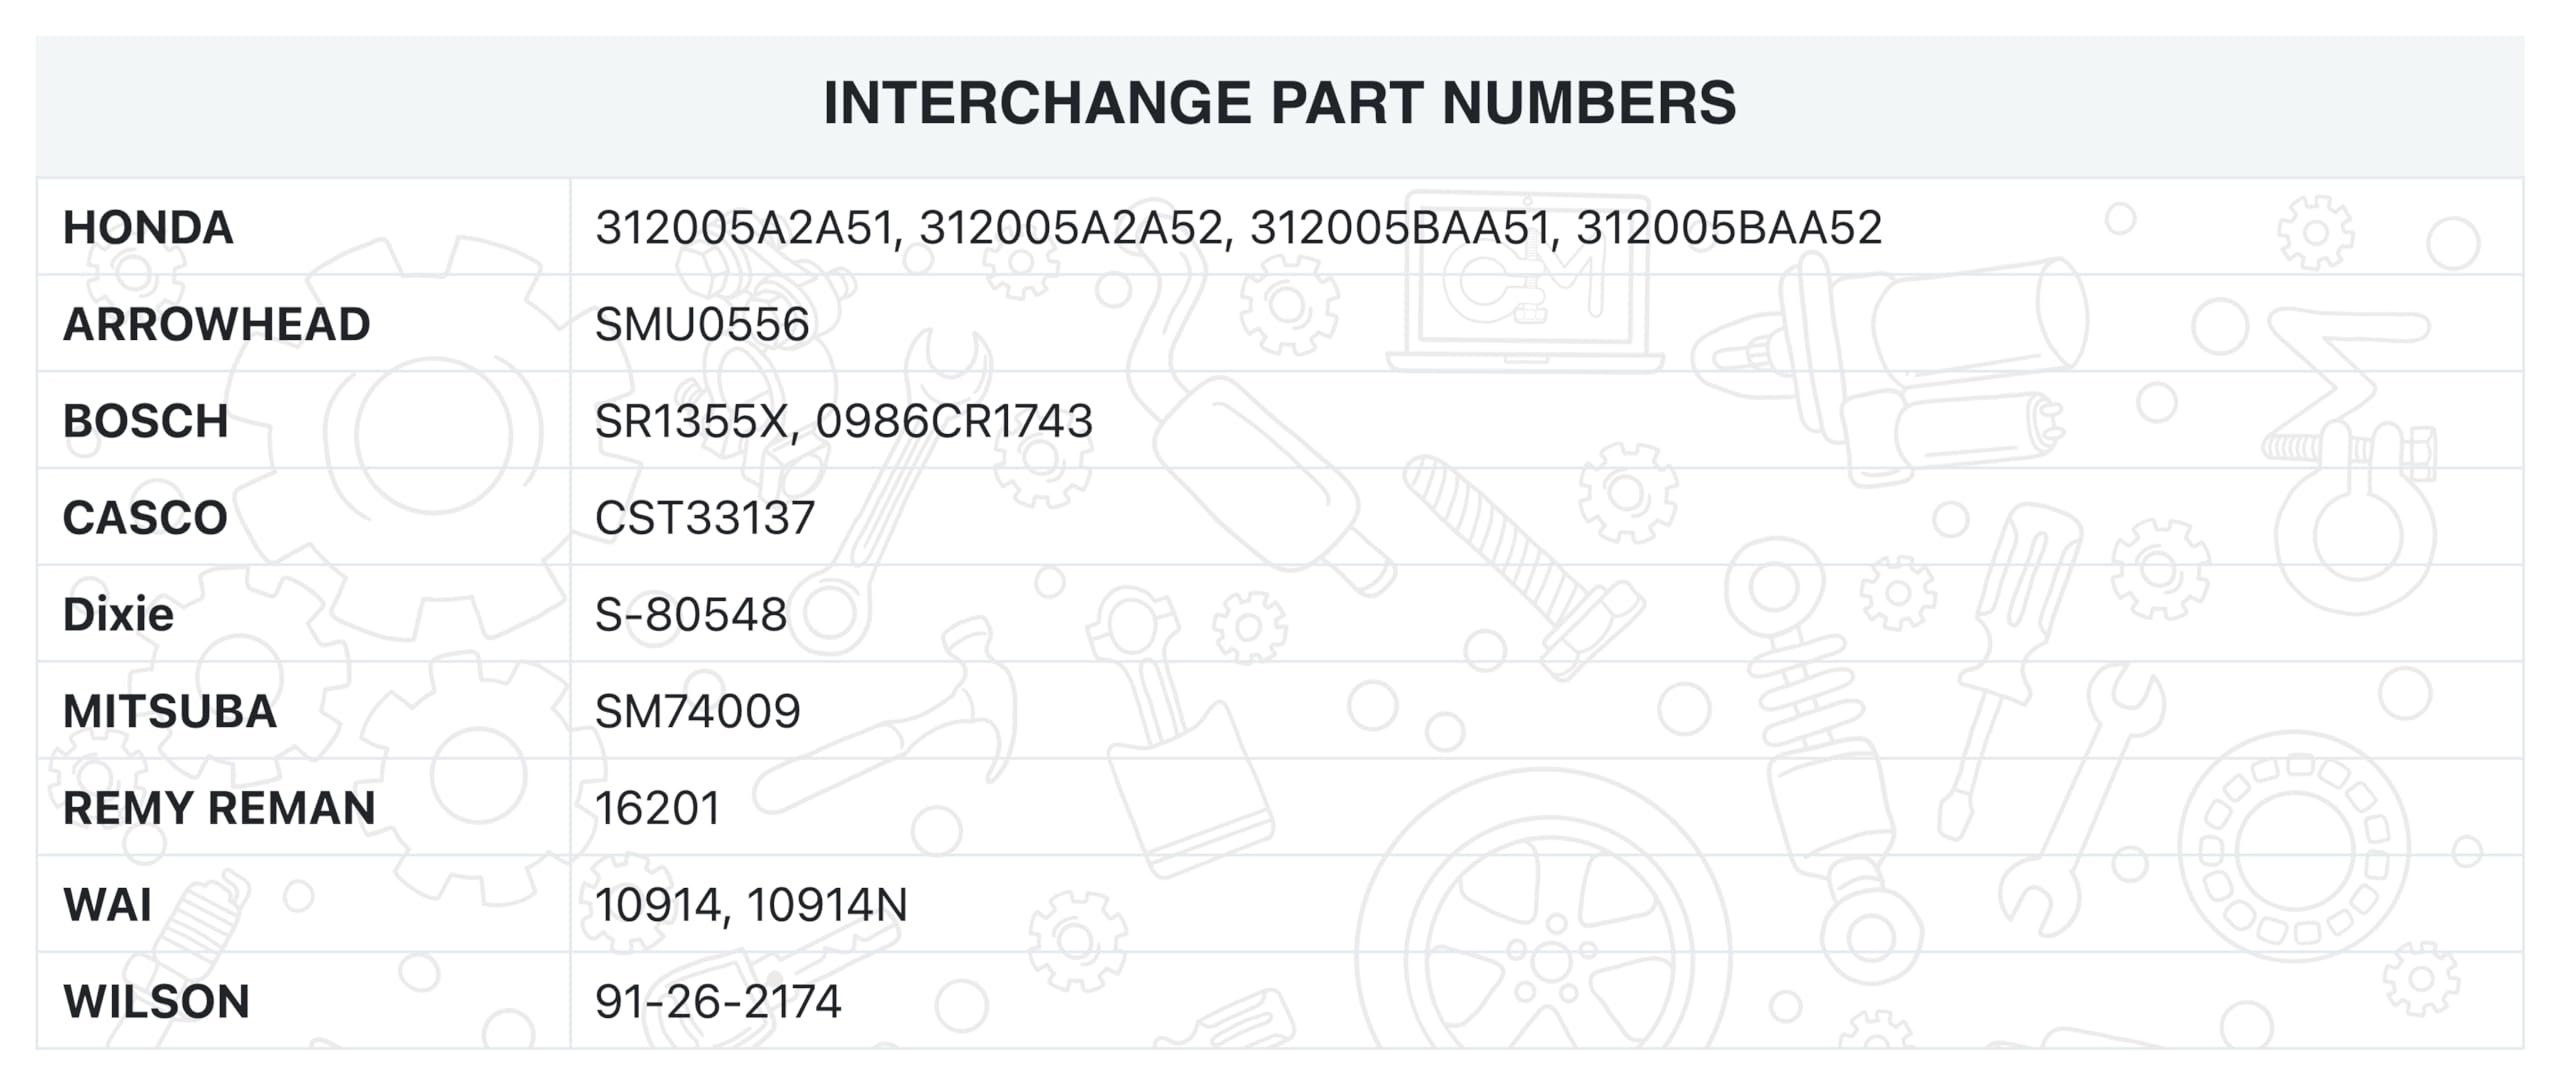 INTERCHANGE PART NUMBERS
HONDA 312005A2A51, 312005A2A52, 312005BAA51, 312005BAA52
ARROWHEAD SMU0556
BOSCH SR1355X, 0986CR1743
CASCO CST33137
Dixie S-80548
MITSUBA SM74009
REMY REMAN 16201
WAI 10914, 10914N
WILSON 91-26-2174